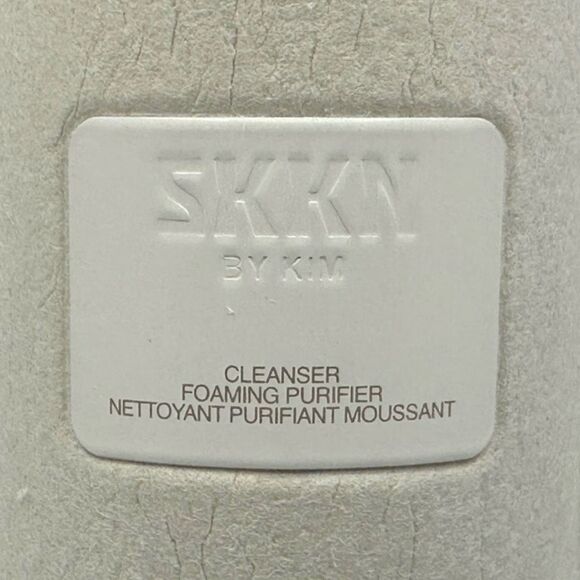 SKKN
BY KIM
CLEANSER
FOAMING PURIFIER
NETTOYANT PURIFIANT MOUSSANT